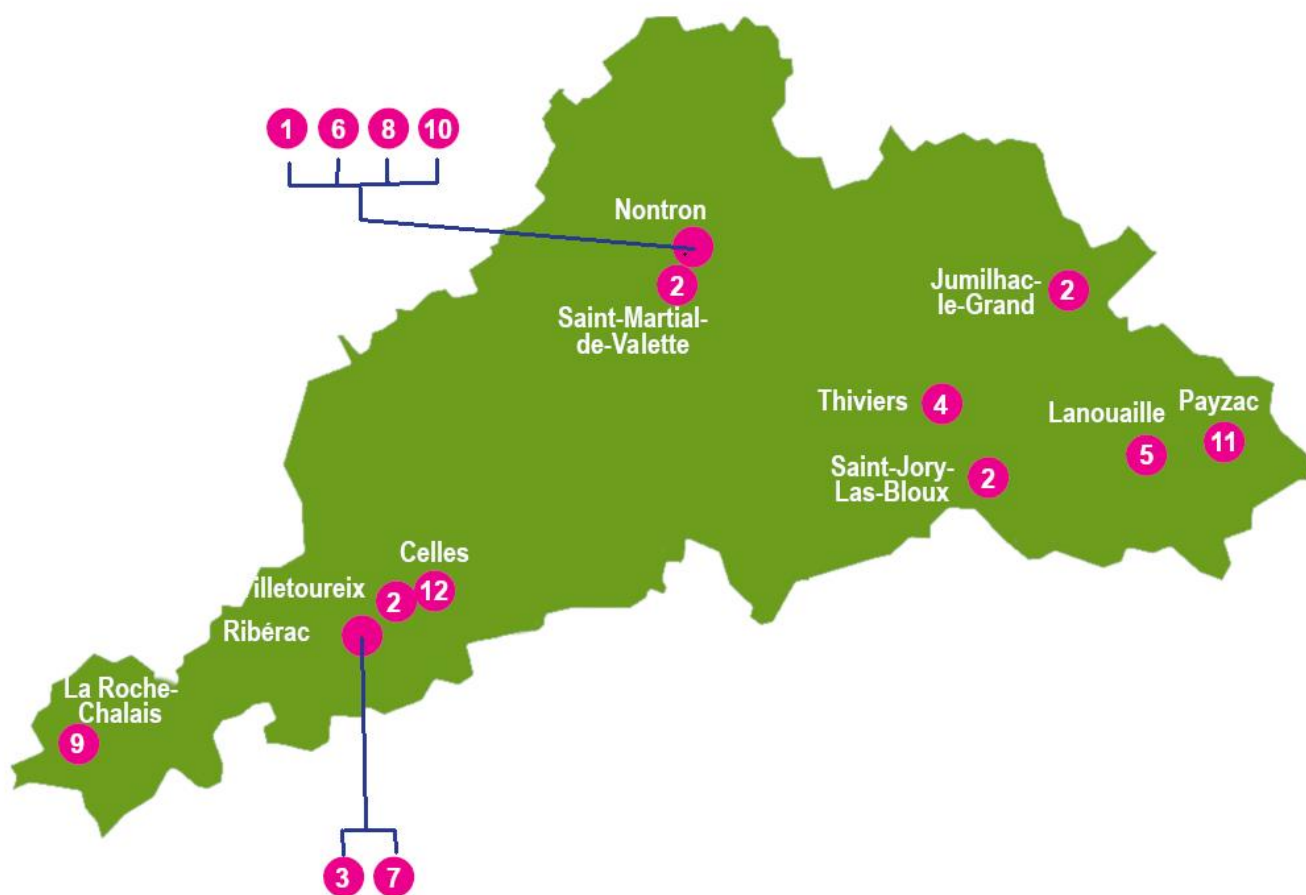 1 6 8 10
Nontron
2
Saint-Martial-
de-Valette
Jumilhac-
le-Grand
2
Thiviers
4
Lanouaille
5
Payzac
11
Saint-Jory-
Las-Bloux
2
Celles
12
illetoureix
2
Ribérac
La Roche-
Chalais
9
3 7